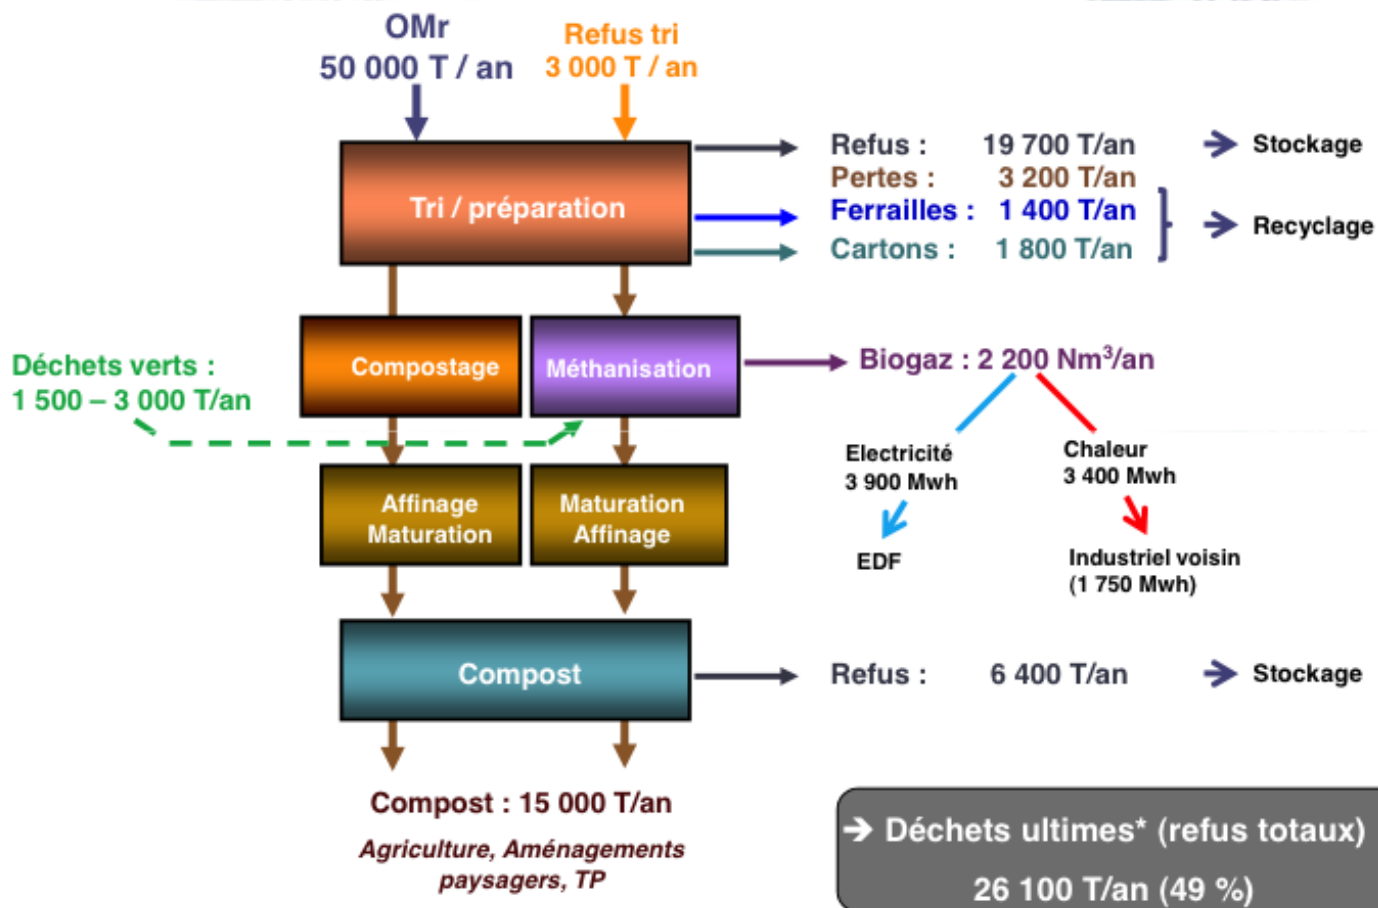 OMr
50 000 T / an
Refus tri
3 000 T / an
Tri / préparation
Refus : 19 700 T/an
Stockage
Pertes : 3 200 T/an
Ferrailles : 1 400 T/an
Recyclage
Cartons : 1 800 T/an
Déchets verts :
1 500 – 3 000 T/an
Compostage
Méthanisation
Biogaz : 2 200 Nm³/an
Electricité
3 900 Mwh
Chaleur
3 400 Mwh
EDF
Industriel voisin
(1 750 Mwh)
Affinage
Maturation
Maturation
Affinage
Compost
Refus : 6 400 T/an
Stockage
Compost : 15 000 T/an
Agriculture, Aménagements
paysagers, TP
➔ Déchets ultimes* (refus totaux)
26 100 T/an (49 %)